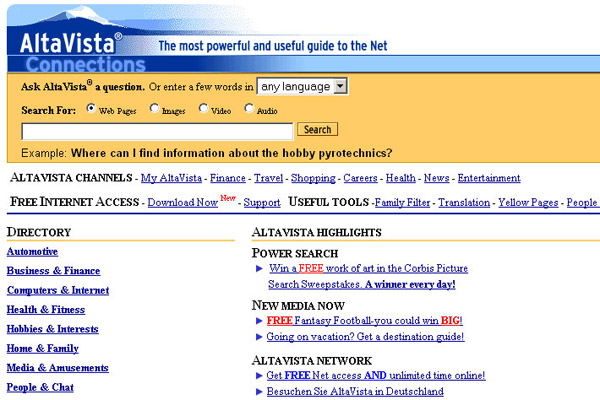 AltaVista® The most powerful and useful guide to the Net
Connections
Ask AltaVista® a question. Or enter a few words in any language
Search For: Web Pages Images Video Audio
Search
Example: Where can I find information about the hobby pyrotechnics?
ALTAVISTA CHANNELS - My AltaVista - Finance - Travel - Shopping - Careers - Health - News - Entertainment
FREE INTERNET ACCESS - Download Now New - Support USEFUL TOOLS -Family Filter - Translation - Yellow Pages - People
DIRECTORY
Automotive
Business & Finance
Computers & Internet
Health & Fitness
Hobbies & Interests
Home & Family
Media & Amusements
People & Chat
ALTAVISTA HIGHLIGHTS
POWER SEARCH
Win a FREE work of art in the Corbis Picture
Search Sweepstakes. A winner every day!
NEW MEDIA NOW
FREE Fantasy Football-you could win BIG!
Going on vacation? Get a destination guide!
ALTAVISTA NETWORK
Get FREE Net access AND unlimited time online!
Besuchen Sie AltaVista in Deutschland